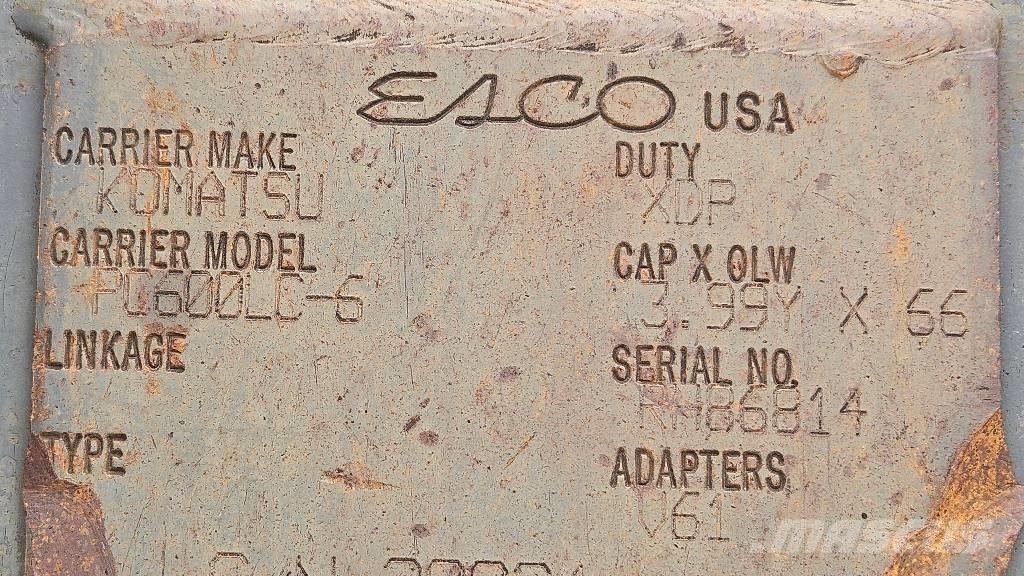 ESCO USA
CARRIER MAKE
KOMATSU
CARRIER MODEL
PC600LC-6
LINKAGE
TYPE
DUTY
XDP
CAP X OLW
3.99Y X 66
SERIAL NO.
ADAPTERS
V61
MASCUS